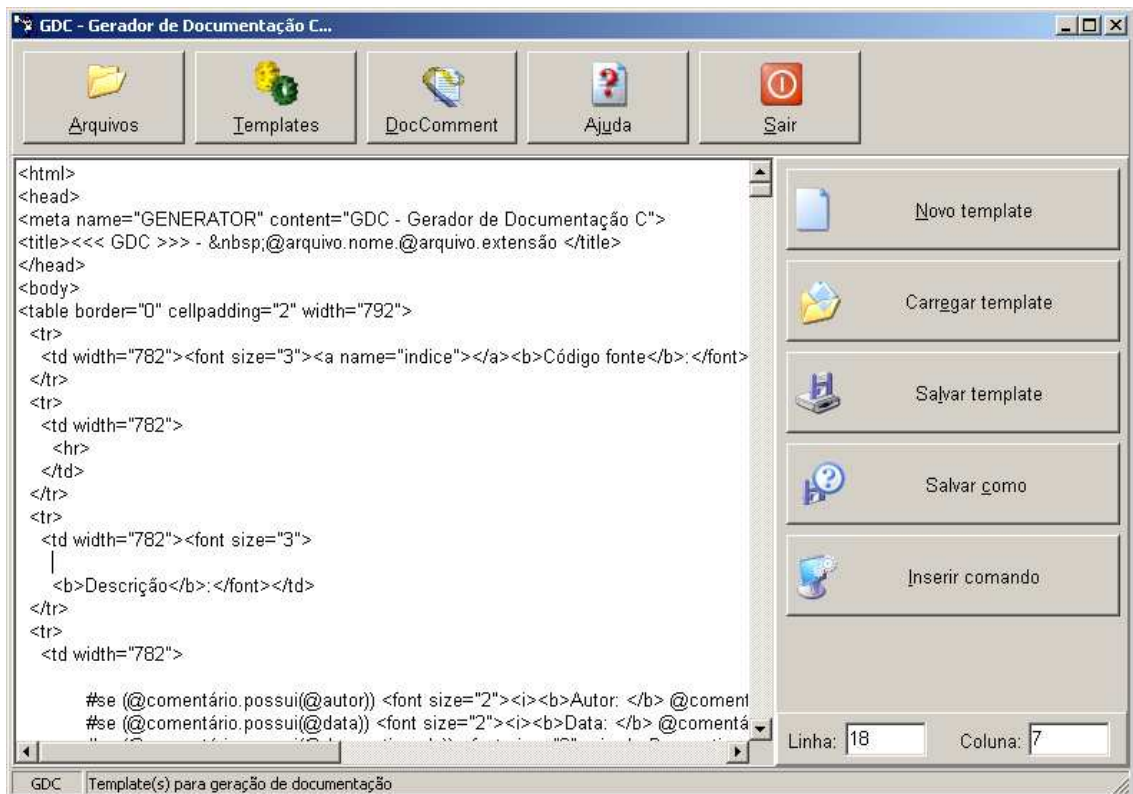 GDC - Gerador de Documentação C...
Arquivos Templates DocComment Ajuda Sair
<html>
<head>
<meta name="GENERATOR" content="GDC - Gerador de Documentação C">
<title><<< GDC >>> - &nbsp;@arquivo.nome.@arquivo.extensão </title>
</head>
<body>
<table border="0" cellpadding="2" width="792">
<tr>
<td width="782"><font size="3"><a name="indice"></a><b>Código fonte</b>:</font>
</tr>
<tr>
<td width="782">
<hr>
</td>
</tr>
<tr>
<td width="782"><font size="3">
<b>Descrição</b>:</font></td>
</tr>
<tr>
<td width="782">
#se (@comentário.possui(@autor)) <font size="2"><i><b>Autor: </b> @coment
#se (@comentário.possui(@data)) <font size="2"><i><b>Data: </b> @comentá
Novo template
Carregar template
Salvar template
Salvar como
Inserir comando
Linha: 18 Coluna: 7
GDC Template(s) para geração de documentação